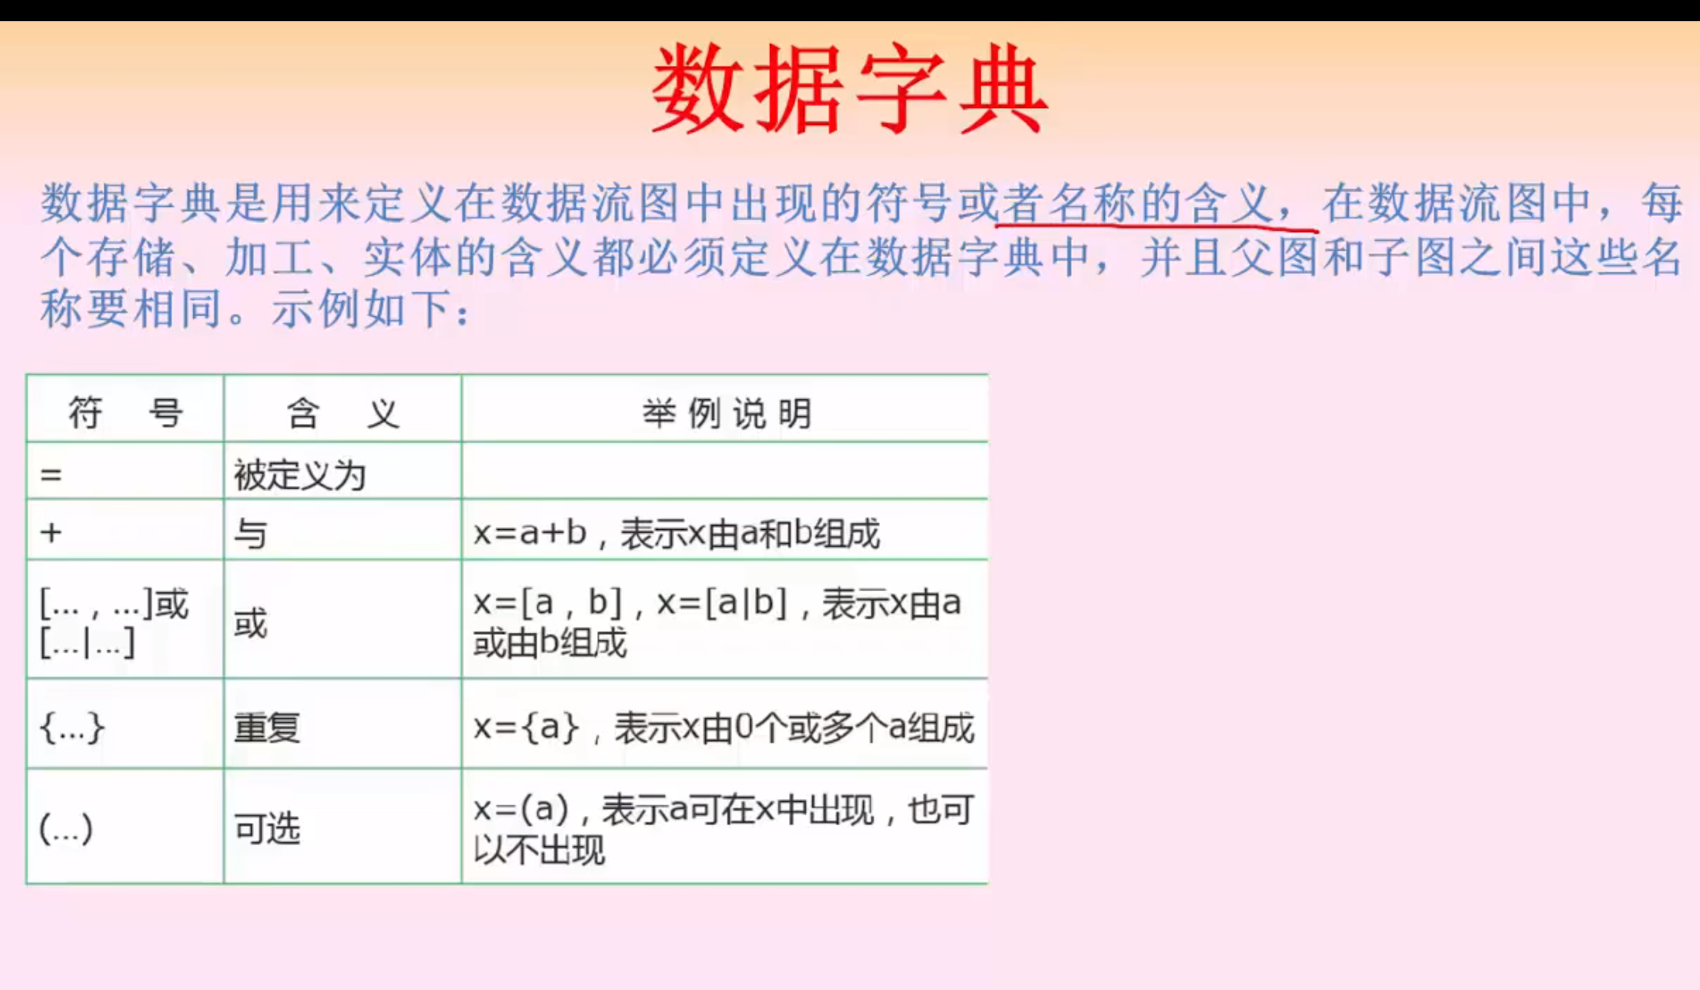 数据字典
数据字典是用来定义在数据流图中出现的符号或者名称的含义，在数据流图中，每
个存储、加工、实体的含义都必须定义在数据字典中，并且父图和子图之间这些名
称要相同。示例如下：
符 号 含 义 举例说明
= 被定义为
+ 与 x=a+b，表示x由a和b组成
[...，...]或
[...|...]
或
x=[a，b]，x=[a|b]，表示x由a
或由b组成
{...} 重复 x={a}，表示x由0个或多个a组成
(...) 可选
x=(a)，表示a可在x中出现，也可
以不出现